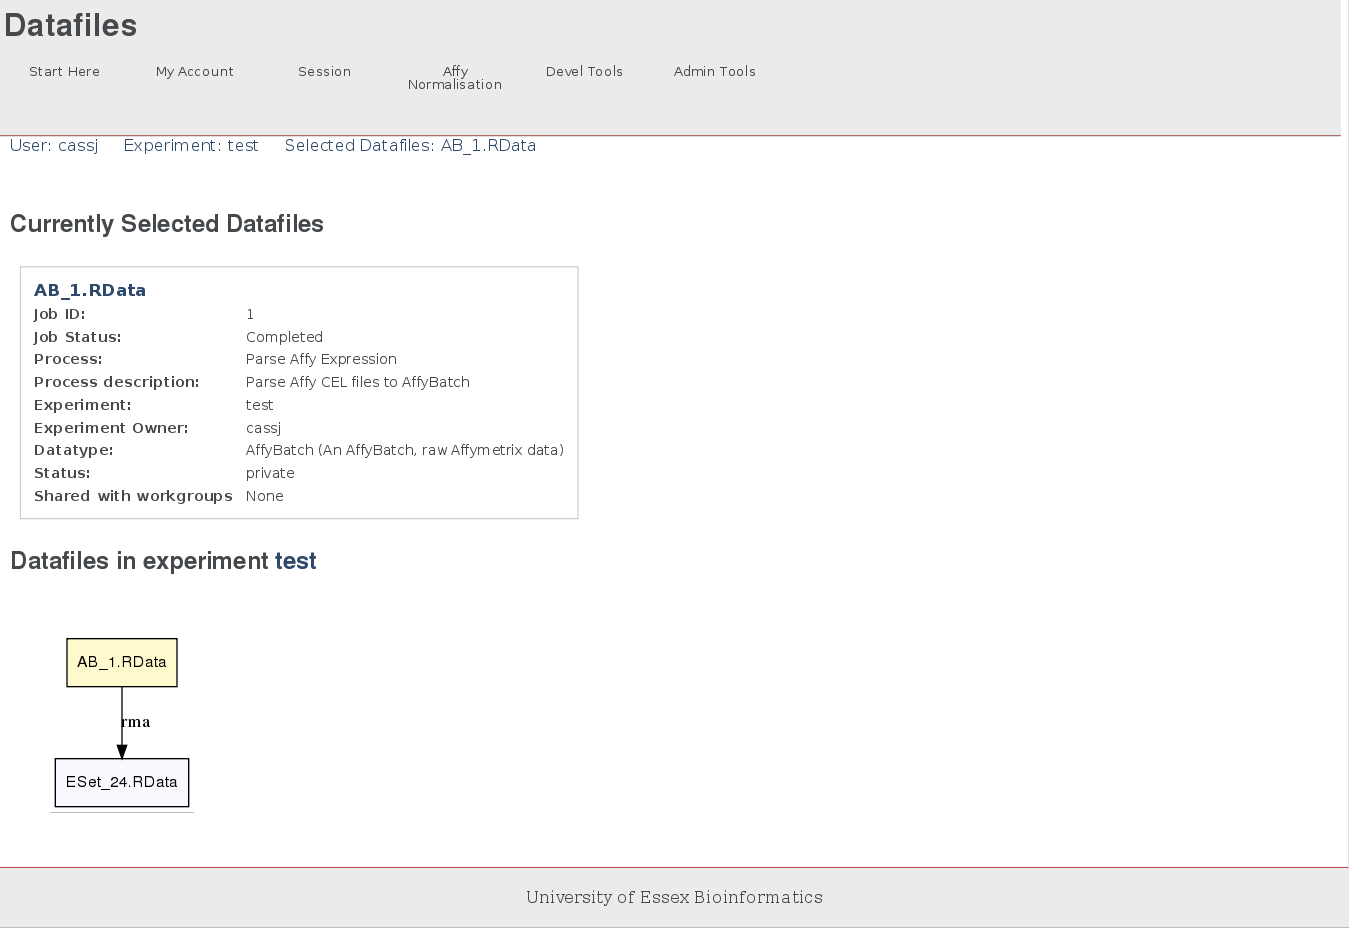 Datafiles
Start Here
My Account
Session
Affy
Normalisation
Devel Tools
Admin Tools
User: cassj Experiment: test Selected Datafiles: AB_1.RData
Currently Selected Datafiles
AB_1.RData
Job ID: 1
Job Status: Completed
Process: Parse Affy Expression
Process description: Parse Affy CEL files to AffyBatch
Experiment: test
Experiment Owner: cassj
Datatype: AffyBatch (An AffyBatch, raw Affymetrix data)
Status: private
Shared with workgroups None
Datafiles in experiment test
AB_1.RData
rma
ESet_24.RData
University of Essex Bioinformatics